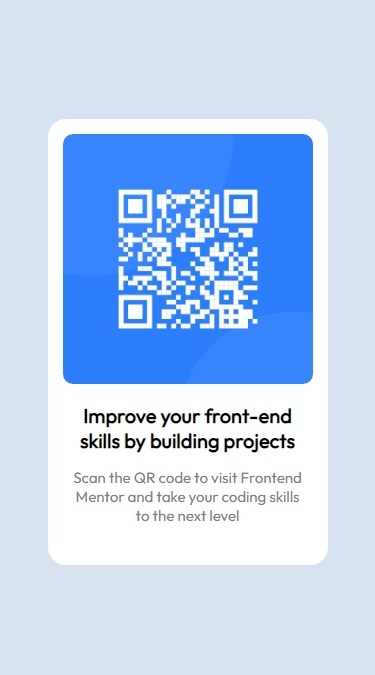 Improve your front-end
skills by building projects
Scan the QR code to visit Frontend
Mentor and take your coding skills
to the next level